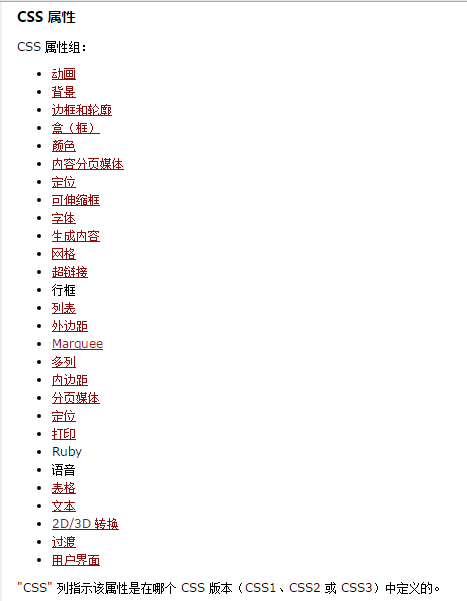 CSS 属性
CSS 属性组：
动画
背景
边框和轮廓
盒（框）
颜色
内容分页媒体
定位
可伸缩框
字体
生成内容
网格
超链接
行框
列表
外边距
Marquee
多列
内边距
分页媒体
定位
打印
Ruby
语音
表格
文本
2D/3D 转换
过渡
用户界面
"CSS" 列指示该属性是在哪个 CSS 版本（CSS1、CSS2 或 CSS3）中定义的。